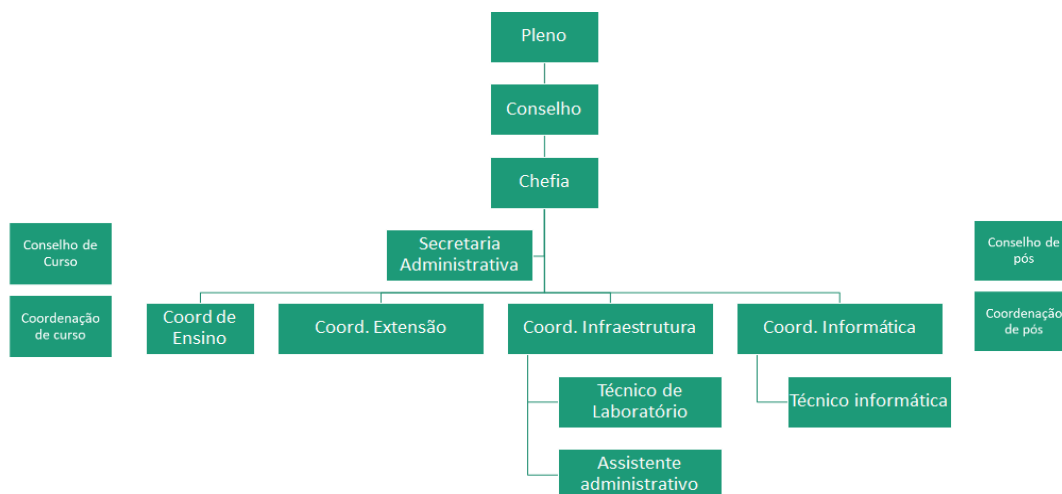 Pleno
Conselho
Chefia
Conselho de
Curso
Secretaria
Administrativa
Conselho de
pós
Coordenação
de curso
Coord de
Ensino
Coord. Extensão
Coord. Infraestrutura
Coord. Informática
Coordenação
de pós
Técnico de
Laboratório
Técnico informática
Assistente
administrativo